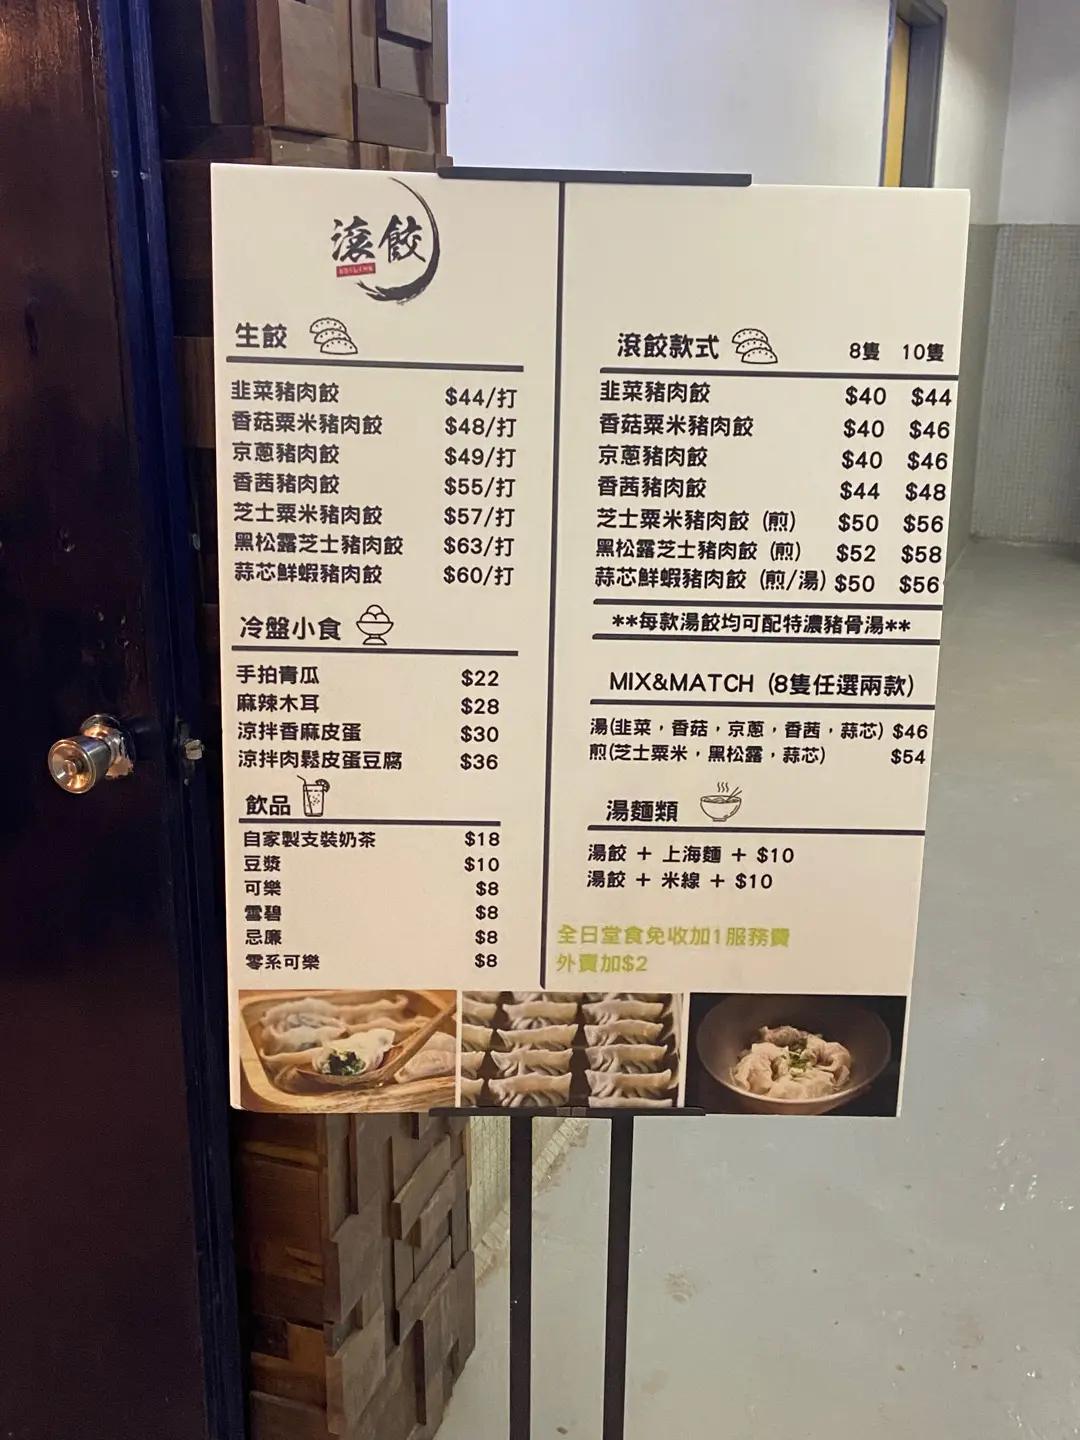 滾餃
生餃
韭菜豬肉餃 $44/打
香菇粟米豬肉餃 $48/打
京蔥豬肉餃 $49/打
香茜豬肉餃 $55/打
芝士粟米豬肉餃 $57/打
黑松露芝士豬肉餃 $63/打
蒜芯鮮蝦豬肉餃 $60/打
冷盤小食
手拍青瓜 $22
麻辣木耳 $28
涼拌香麻皮蛋 $30
涼拌肉鬆皮蛋豆腐 $36
飲品
自家製支裝奶茶 $18
豆漿 $10
可樂 $8
雪碧 $8
忌廉 $8
零系可樂 $8
滾餃款式 8隻 10隻
韭菜豬肉餃 $40 $44
香菇粟米豬肉餃 $40 $46
京蔥豬肉餃 $40 $46
香茜豬肉餃 $44 $48
芝士粟米豬肉餃 (煎) $50 $56
黑松露芝士豬肉餃 (煎) $52 $58
蒜芯鮮蝦豬肉餃 (煎/湯) $50 $56
**每款湯餃均可配特濃豬骨湯**
MIX&MATCH (8隻任選兩款)
湯(韭菜，香菇，京蔥，香茜，蒜芯) $46
煎(芝士粟米，黑松露，蒜芯) $54
湯麵類
湯餃 + 上海麵 + $10
湯餃 + 米線 + $10
全日堂食免收加1服務費
外賣加$2